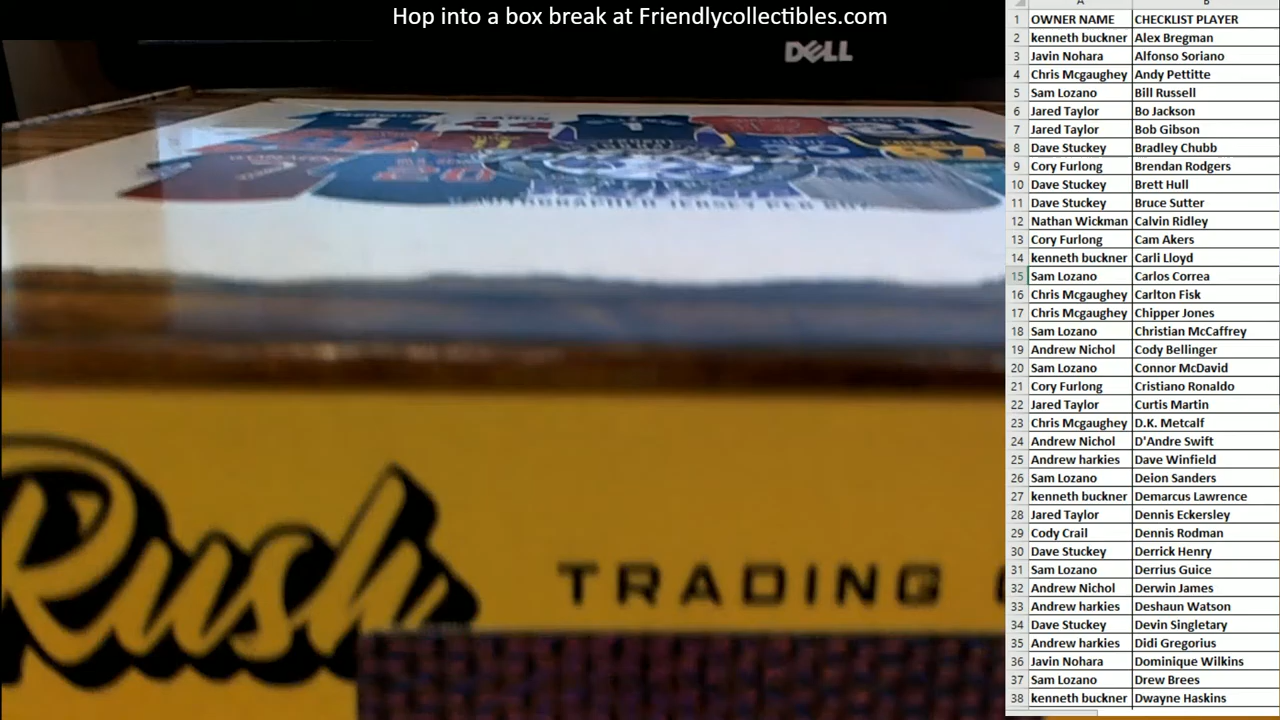 Hop into a box break at Friendlycollectibles.com
DELL
AUTOGRAPHED JERSEY PER BOX
Rush TRADING
A B
1 OWNER NAME CHECKLIST PLAYER
2 kenneth buckner Alex Bregman
3 Javin Nohara Alfonso Soriano
4 Chris Mcgaughey Andy Pettitte
5 Sam Lozano Bill Russell
6 Jared Taylor Bo Jackson
7 Jared Taylor Bob Gibson
8 Dave Stuckey Bradley Chubb
9 Cory Furlong Brendan Rodgers
10 Dave Stuckey Brett Hull
11 Dave Stuckey Bruce Sutter
12 Nathan Wickman Calvin Ridley
13 Cory Furlong Cam Akers
14 kenneth buckner Carli Lloyd
15 Sam Lozano Carlos Correa
16 Chris Mcgaughey Carlton Fisk
17 Chris Mcgaughey Chipper Jones
18 Sam Lozano Christian McCaffrey
19 Andrew Nichol Cody Bellinger
20 Sam Lozano Connor McDavid
21 Cory Furlong Cristiano Ronaldo
22 Jared Taylor Curtis Martin
23 Chris Mcgaughey D.K. Metcalf
24 Andrew Nichol D'Andre Swift
25 Andrew harkies Dave Winfield
26 Sam Lozano Deion Sanders
27 kenneth buckner Demarcus Lawrence
28 Jared Taylor Dennis Eckersley
29 Cody Crail Dennis Rodman
30 Dave Stuckey Derrick Henry
31 Sam Lozano Derrius Guice
32 Andrew Nichol Derwin James
33 Andrew harkies Deshaun Watson
34 Dave Stuckey Devin Singletary
35 Andrew harkies Didi Gregorius
36 Javin Nohara Dominique Wilkins
37 Sam Lozano Drew Brees
38 kenneth buckner Dwayne Haskins